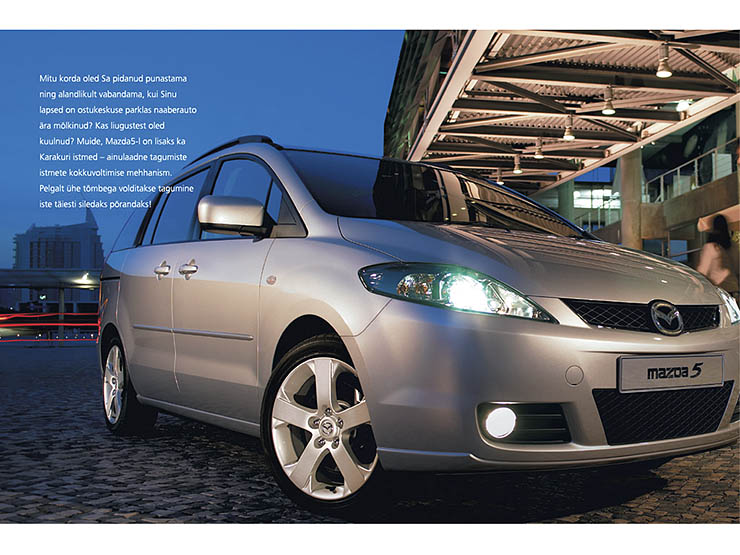 Mitu korda oled Sa pidanud punastama
ning alandlikult vabandama, kui Sinu
lapsed on ostukeskuse parklas naaberauto
ära mõlkinud? Kas liugustest oled
kuulnud? Muide, Mazda5-l on lisaks ka
Karakuri istmed – ainulaadne tagumiste
istmete kokkuvoltimise mehhanism.
Pelgalt ühe tõmbega volditakse tagumine
iste täiesti siledaks põrandaks!
mazda 5